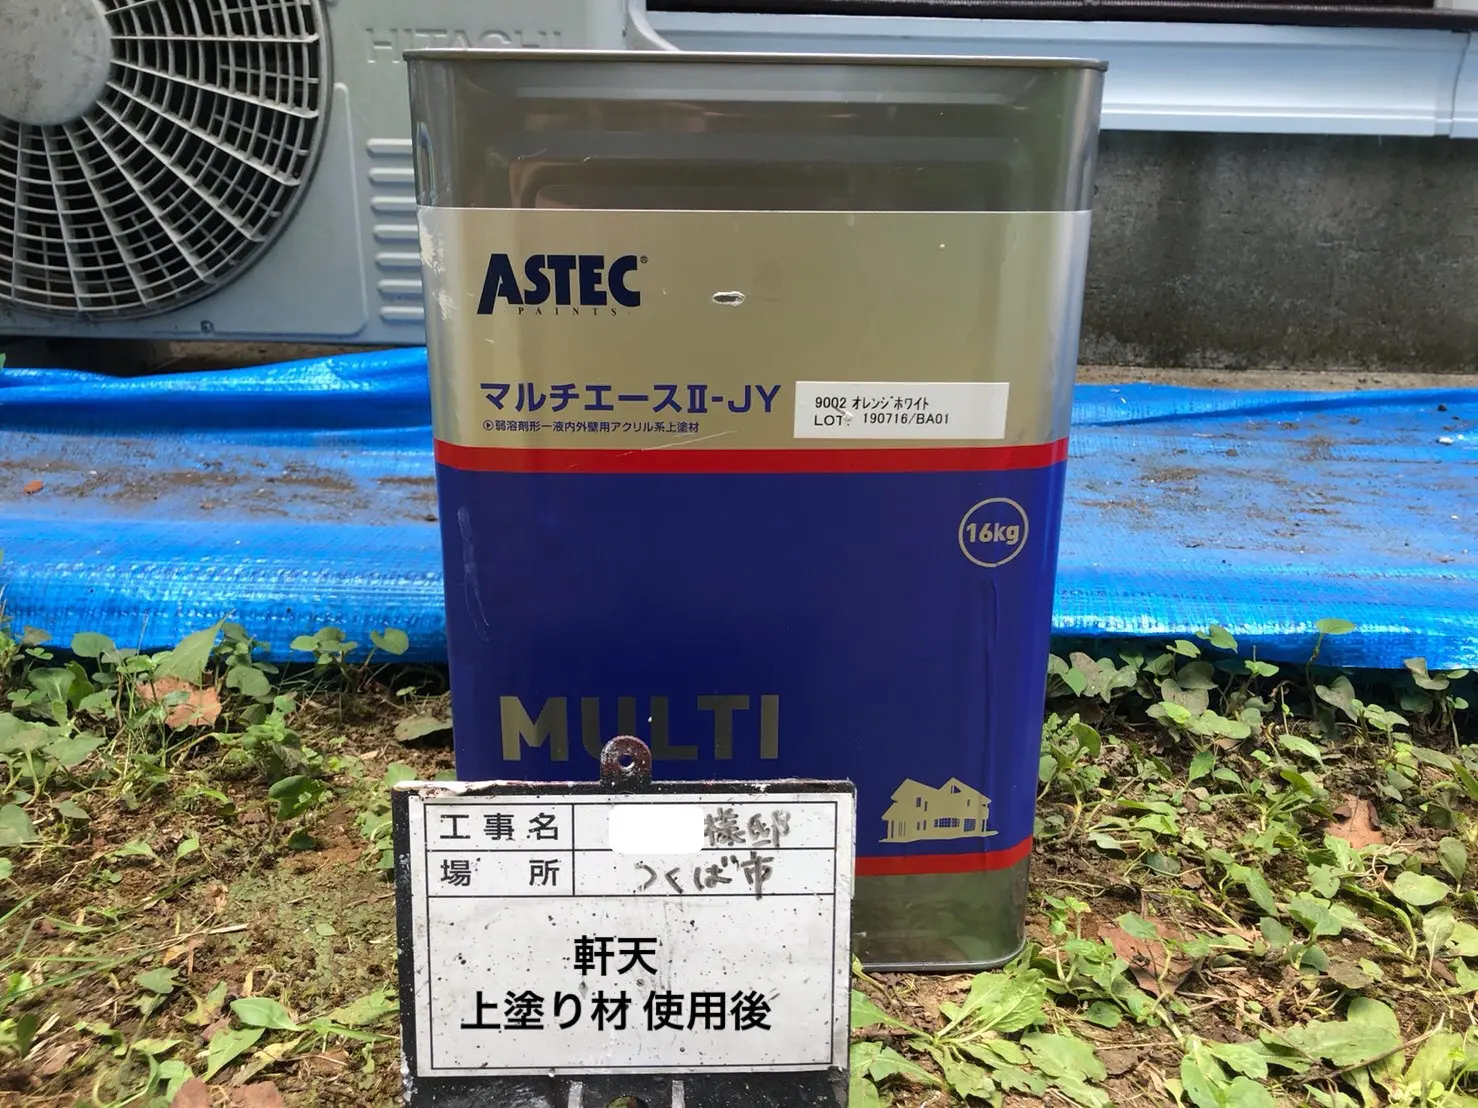 HITACHI
ASTEC®
PAINTS
マルチエースⅡ-JY
弱溶剤形一液内外壁用アクリル系上塗材
9002 オレンジホワイト
LOT: 190716/BA01
16kg
MULTI
工事名 様邸
場所 つくば市
軒天
上塗り材 使用後